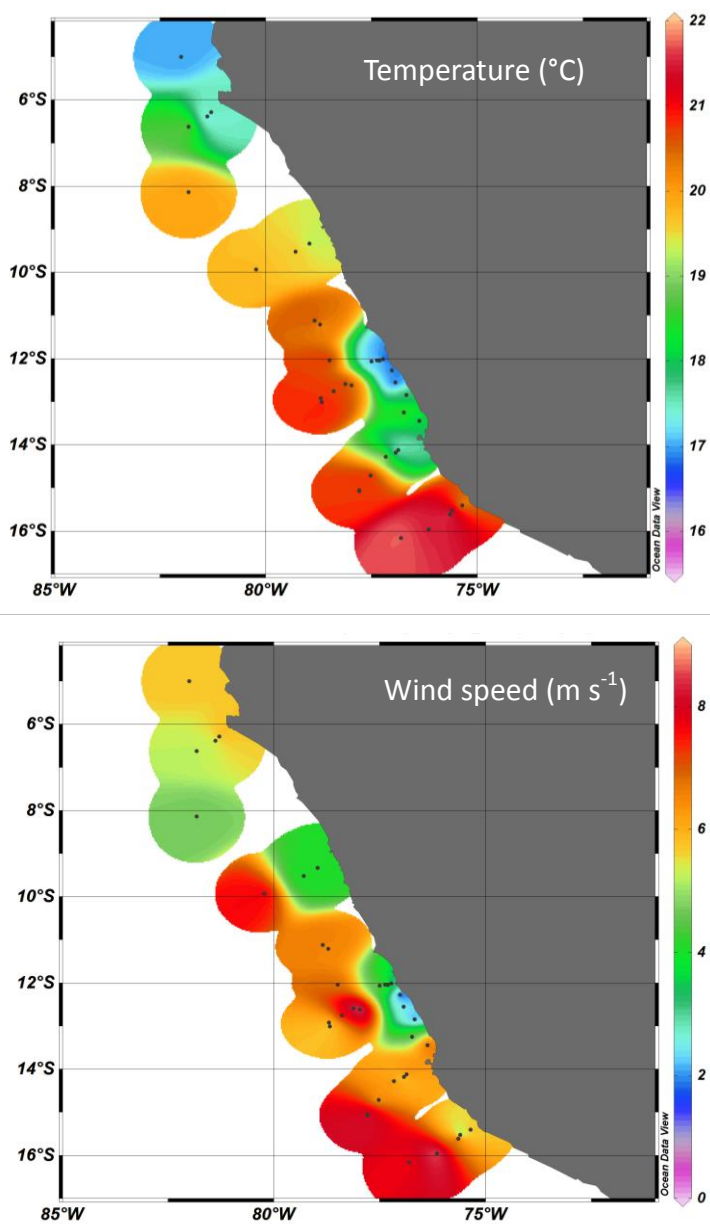 Temperature (°C)
22
21
20
19
18
17
16
6°S
8°S
10°S
12°S
14°S
16°S
85°W
80°W
75°W
Ocean Data View
Wind speed (m s-1)
8
6
4
2
0
6°S
8°S
10°S
12°S
14°S
16°S
85°W
80°W
75°W
Ocean Data View